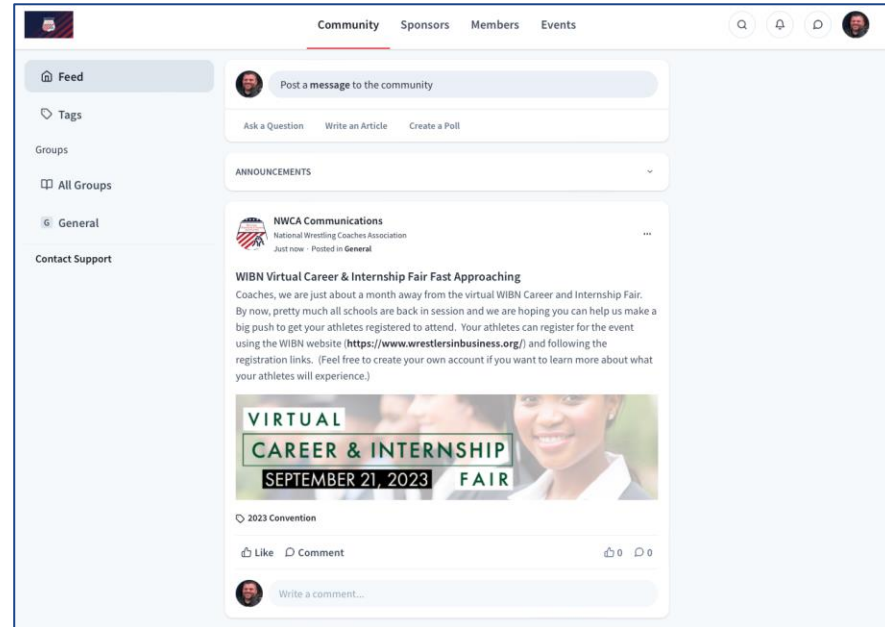 Community Sponsors Members Events
Feed
Tags
Groups
All Groups
G General
Contact Support
Post a message to the community
Ask a Question Write an Article Create a Poll
ANNOUNCEMENTS
NWCA Communications
National Wrestling Coaches Association
Just now · Posted in General
WIBN Virtual Career & Internship Fair Fast Approaching
Coaches, we are just about a month away from the virtual WIBN Career and Internship Fair.
By now, pretty much all schools are back in session and we are hoping you can help us make a
big push to get your athletes registered to attend.  Your athletes can register for the event
using the WIBN website (https://www.wrestlersinbusiness.org/) and following the
registration links.  (Feel free to create your own account if you want to learn more about what
your athletes will experience.)
VIRTUAL
CAREER & INTERNSHIP
SEPTEMBER 21, 2023 FAIR
2023 Convention
Like Comment 0 0
Write a comment...